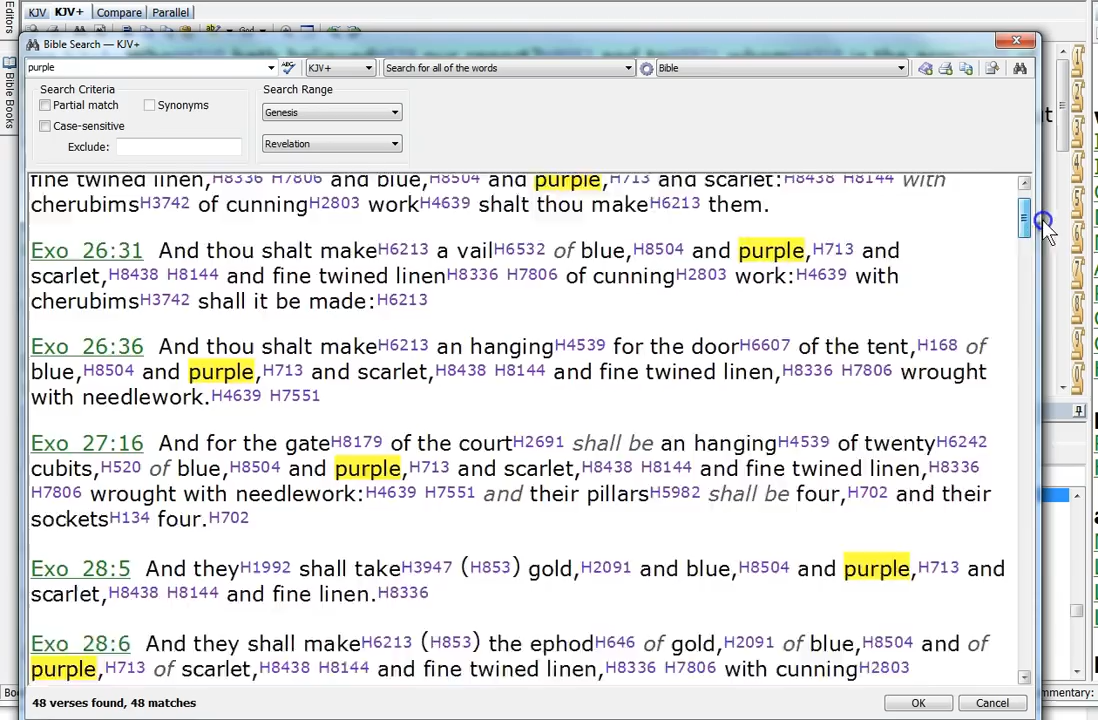 Editors
KJV KJV+ Compare Parallel
Bible Search — KJV+
purple KJV+ Search for all of the words Bible
Search Criteria Search Range
Partial match Synonyms Genesis
Case-sensitive
Exclude: Revelation
Bible Books
fine twined linen,H8336 H7806 and blue,H8504 and purple,H713 and scarlet:H8438 H8144 with
cherubimsH3742 of cunningH2803 workH4639 shalt thou makeH6213 them.
Exo 26:31 And thou shalt makeH6213 a vailH6532 of blue,H8504 and purple,H713 and
scarlet,H8438 H8144 and fine twined linenH8336 H7806 of cunningH2803 work:H4639 with
cherubimsH3742 shall it be made:H6213
Exo 26:36 And thou shalt makeH6213 an hangingH4539 for the doorH6607 of the tent,H168 of
blue,H8504 and purple,H713 and scarlet,H8438 H8144 and fine twined linen,H8336 H7806 wrought
with needlework.H4639 H7551
Exo 27:16 And for the gateH8179 of the courtH2691 shall be an hangingH4539 of twentyH6242
cubits,H520 of blue,H8504 and purple,H713 and scarlet,H8438 H8144 and fine twined linen,H8336
H7806 wrought with needlework:H4639 H7551 and their pillarsH5982 shall be four,H702 and their
socketsH134 four.H702
Exo 28:5 And theyH1992 shall takeH3947 (H853) gold,H2091 and blue,H8504 and purple,H713 and
scarlet,H8438 H8144 and fine linen.H8336
Exo 28:6 And they shall makeH6213 (H853) the ephodH646 of gold,H2091 of blue,H8504 and of
purple,H713 of scarlet,H8438 H8144 and fine twined linen,H8336 H7806 with cunningH2803
48 verses found, 48 matches OK Cancel